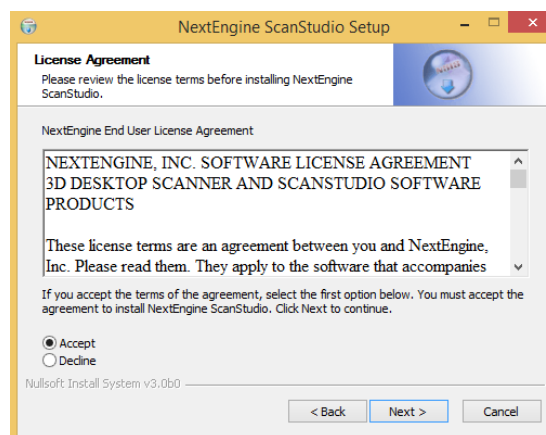 NextEngine ScanStudio Setup
License Agreement
Please review the license terms before installing NextEngine
ScanStudio.
NextEngine End User License Agreement
NEXTENGINE, INC. SOFTWARE LICENSE AGREEMENT
3D DESKTOP SCANNER AND SCANSTUDIO SOFTWARE
PRODUCTS
These license terms are an agreement between you and NextEngine,
Inc. Please read them. They apply to the software that accompanies
If you accept the terms of the agreement, select the first option below. You must accept the
agreement to install NextEngine ScanStudio. Click Next to continue.
Accept
Decline
Nullsoft Install System v3.0b0
< Back
Next >
Cancel